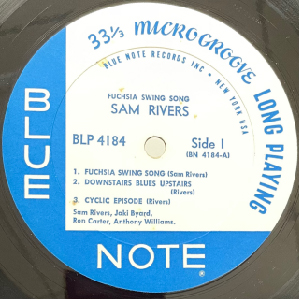 33 1/3 MICROGROOVE LONG PLAYING
BLUE NOTE RECORDS INC • NEW YORK USA
FUCHSIA SWING SONG
SAM RIVERS
BLP 4184 Side 1
(BN 4184-A)
1. FUCHSIA SWING SONG (Sam Rivers)
2. DOWNSTAIRS BLUES UPSTAIRS
(Rivers)
3. CYCLIC EPISODE (Rivers)
Sam Rivers, Jaki Byard,
Ron Carter, Anthony Williams.
BLUE
NOTE
®